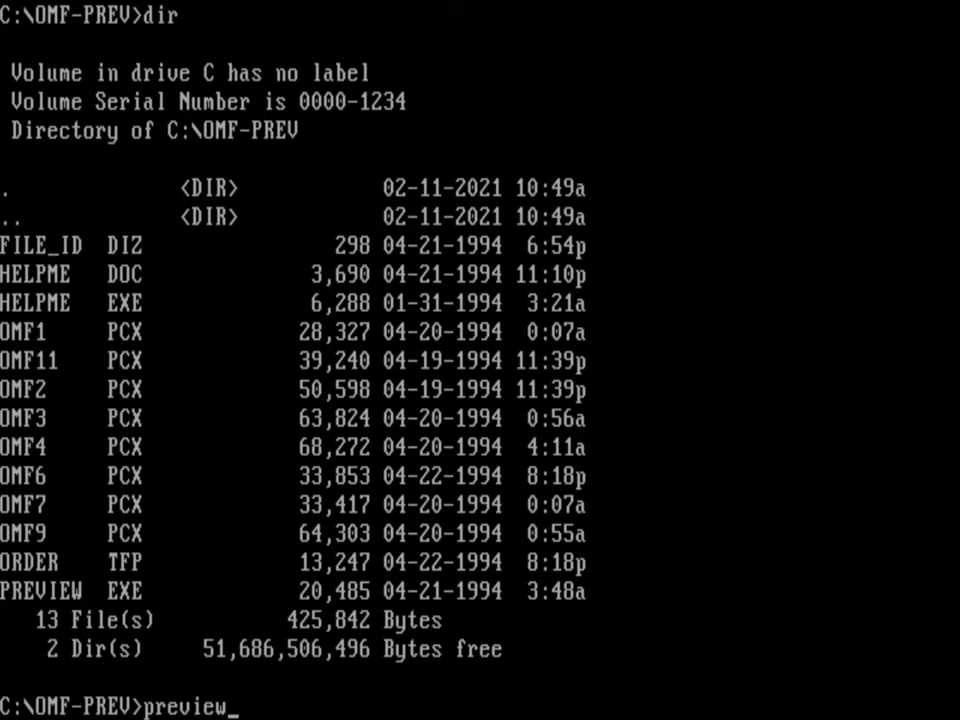 C:\OMF-PREV>dir
Volume in drive C has no label
Volume Serial Number is 0000-1234
Directory of C:\OMF-PREV
. <DIR> 02-11-2021 10:49a
.. <DIR> 02-11-2021 10:49a
FILE_ID DIZ 298 04-21-1994 6:54p
HELPME DOC 3,690 04-21-1994 11:10p
HELPME EXE 6,288 01-31-1994 3:21a
OMF1 PCX 28,327 04-20-1994 0:07a
OMF11 PCX 39,240 04-19-1994 11:39p
OMF2 PCX 50,598 04-19-1994 11:39p
OMF3 PCX 63,824 04-20-1994 0:56a
OMF4 PCX 68,272 04-20-1994 4:11a
OMF6 PCX 33,853 04-22-1994 8:18p
OMF7 PCX 33,417 04-20-1994 0:07a
OMF9 PCX 64,303 04-20-1994 0:55a
ORDER TFP 13,247 04-22-1994 8:18p
PREVIEW EXE 20,485 04-21-1994 3:48a
13 File(s) 425,842 Bytes
2 Dir(s) 51,686,506,496 Bytes free
C:\OMF-PREV>preview_